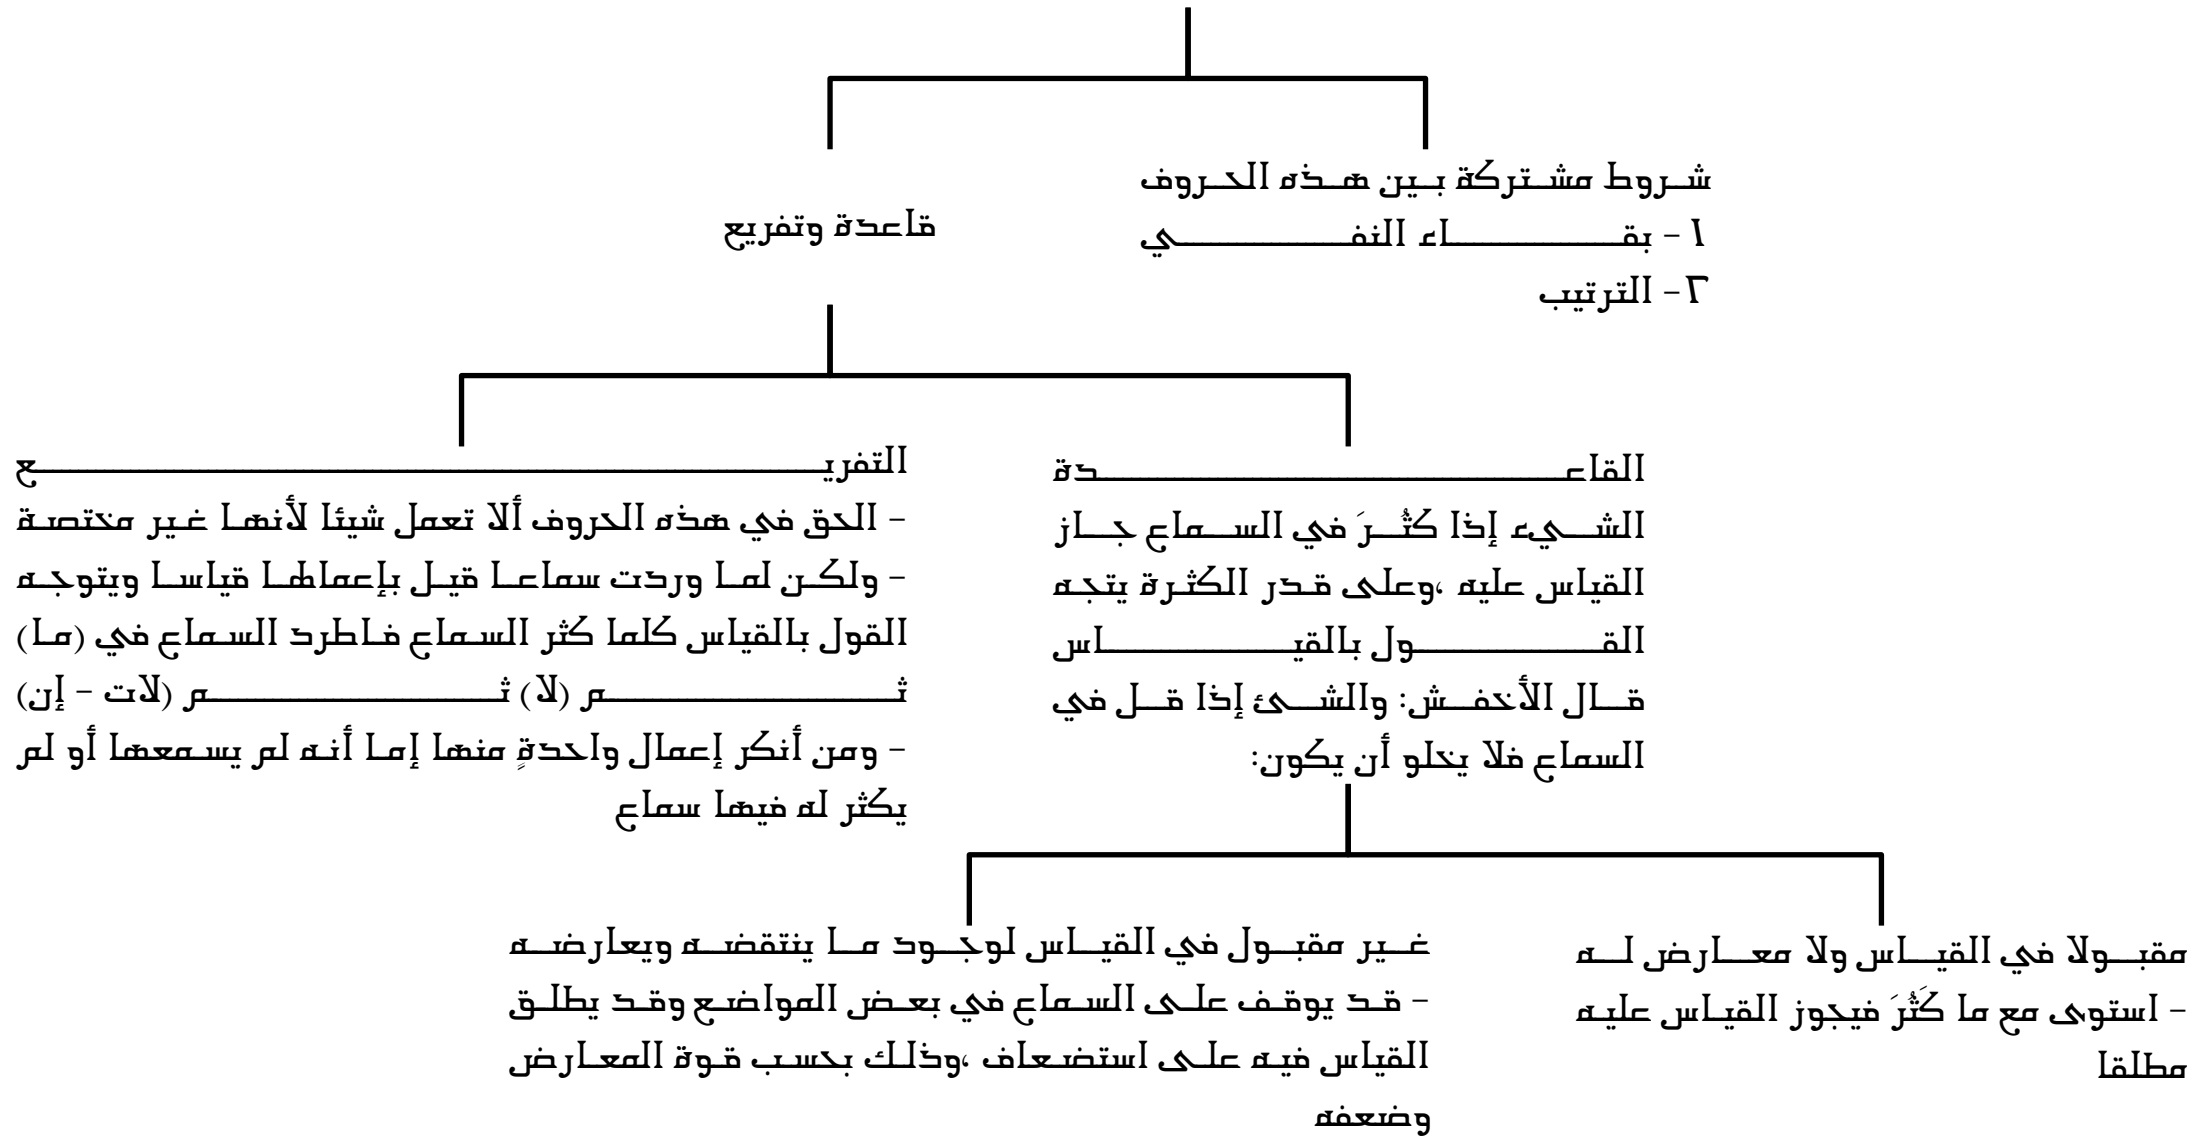 شروط مشتركة بين هذه الحروف
١- بقاء النفي
٢- الترتيب
قاعدة وتفريع
القاعدة
الشيء إذا كَثُرَ في السماع جاز
القياس عليه ،وعلى قدر الكثرة يتجه
القول بالقياس
قال الأخفش: والشئ إذا قل في
السماع فلا يخلو أن يكون:
التفريع
- الحق في هذه الحروف ألا تعمل شيئا لأنها غير مختصة
- ولكن لما وردت سماعا قيل بإعمالها قياسا ويتوجه
القول بالقياس كلما كثر السماع فاطرد السماع في (ما)
ثم (لا) ثم (لات - إن)
- ومن أنكر إعمال واحدةٍ منها إما أنه لم يسمعها أو لم
يكثر له فيها سماع
مقبولا في القياس ولا معارض له
- استوى مع ما كَثُرَ فيجوز القياس عليه
مطلقا
غير مقبول في القياس لوجود ما ينتقضه ويعارضه
- قد يوقف على السماع في بعض المواضع وقد يطلق
القياس فيه على استضعاف ،وذلك بحسب قوة المعارض
وضعفه